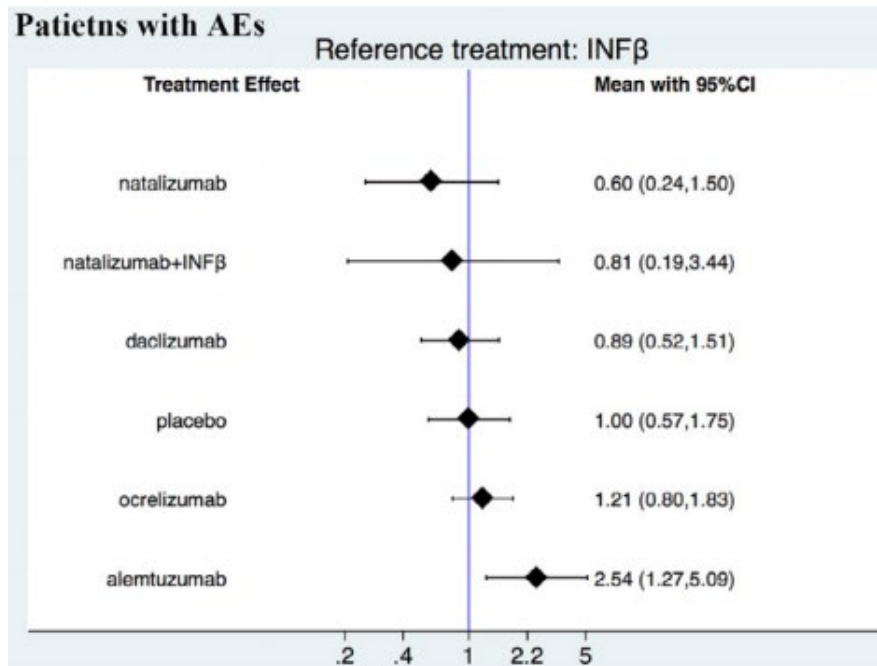 Patietns with AEs
Reference treatment: INFβ
Treatment Effect Mean with 95%CI
natalizumab 0.60 (0.24,1.50)
natalizumab+INFβ 0.81 (0.19,3.44)
daclizumab 0.89 (0.52,1.51)
placebo 1.00 (0.57,1.75)
ocrelizumab 1.21 (0.80,1.83)
alemtuzumab 2.54 (1.27,5.09)
.2 .4 1 2.2 5